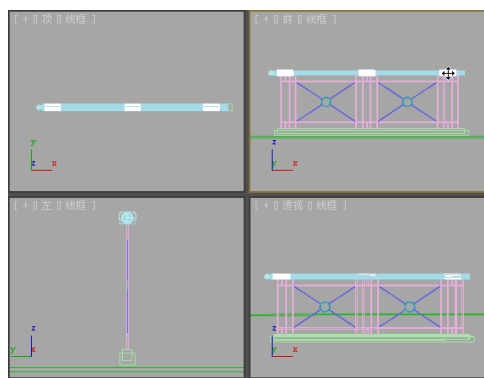 [ + [] 顶 [] 线框 ]
[ + [] 前 [] 线框 ]
y
z
x
z
x
[ + [] 左 [] 线框 ]
[ + [] 透视 [] 线框 ]
z
y
x
z
x